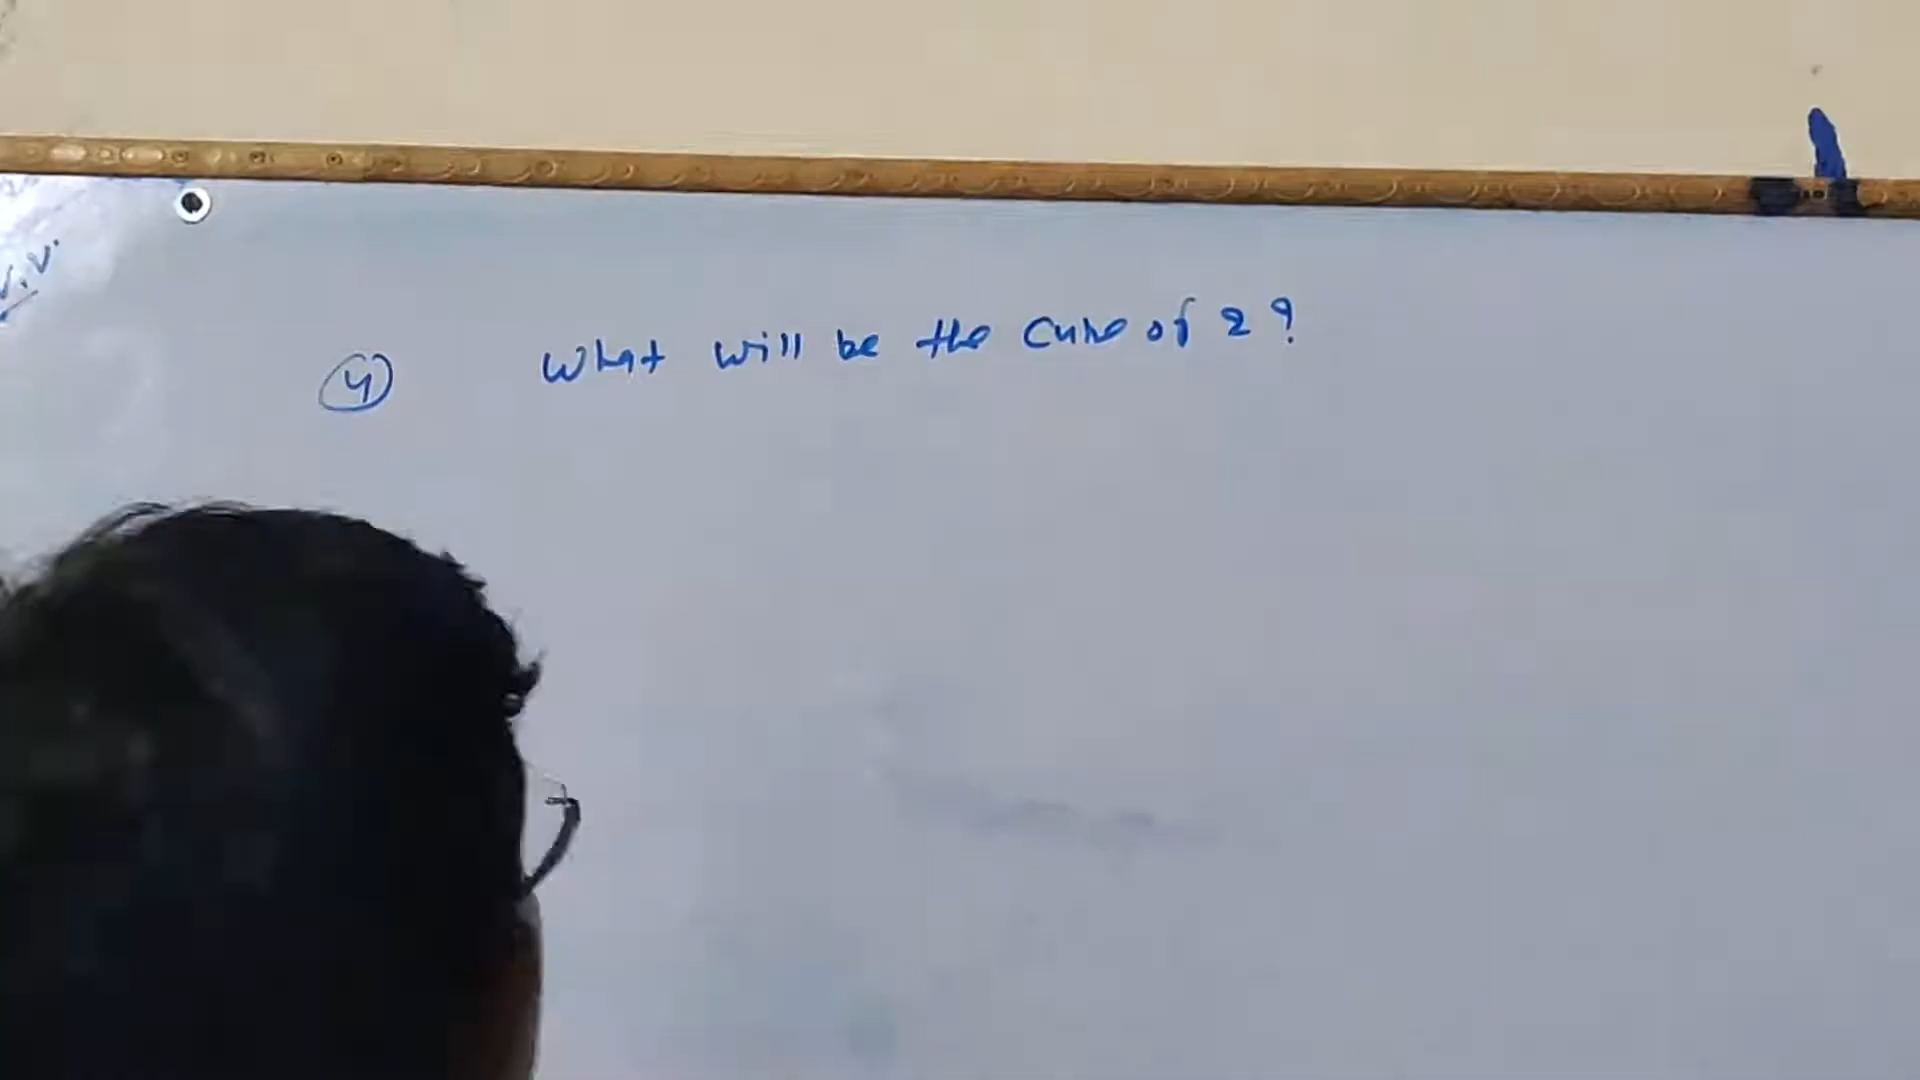 ④ What will be the cube of 2 ?